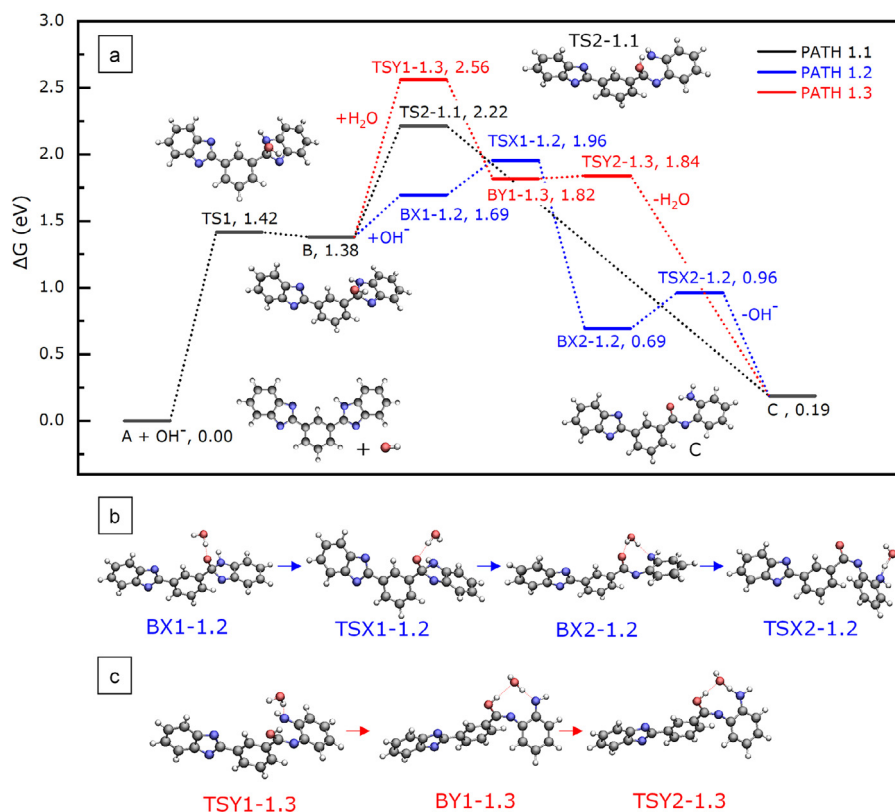 a
TS2-1.1
PATH 1.1
PATH 1.2
PATH 1.3
3.0
2.5
2.0
1.5
1.0
0.5
0.0
ΔG (eV)
TSY1-1.3, 2.56
+H₂O
TS2-1.1, 2.22
TSX1-1.2, 1.96
TSY2-1.3, 1.84
BY1-1.3, 1.82
-H₂O
BX1-1.2, 1.69
+OH⁻
TS1, 1.42
B, 1.38
TSX2-1.2, 0.96
-OH⁻
BX2-1.2, 0.69
C , 0.19
A + OH⁻, 0.00
+
C
b
BX1-1.2
TSX1-1.2
BX2-1.2
TSX2-1.2
c
TSY1-1.3
BY1-1.3
TSY2-1.3